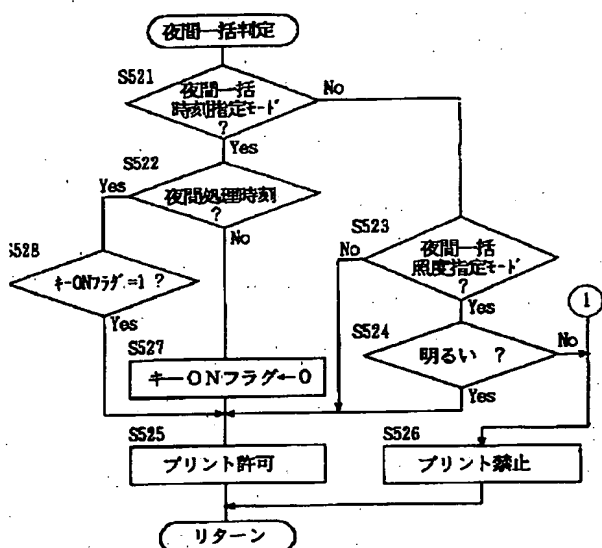 夜間一括判定
S521
夜間一括
時刻指定モード
?
No
Yes
S522
夜間処理時刻
?
Yes
No
S523
夜間一括
照度指定モード
?
No
Yes
528
キーONフラグ=1 ?
Yes
1
S524
明るい ?
No
Yes
S527
キーONフラグ←0
S525
プリント許可
S526
プリント禁止
リターン